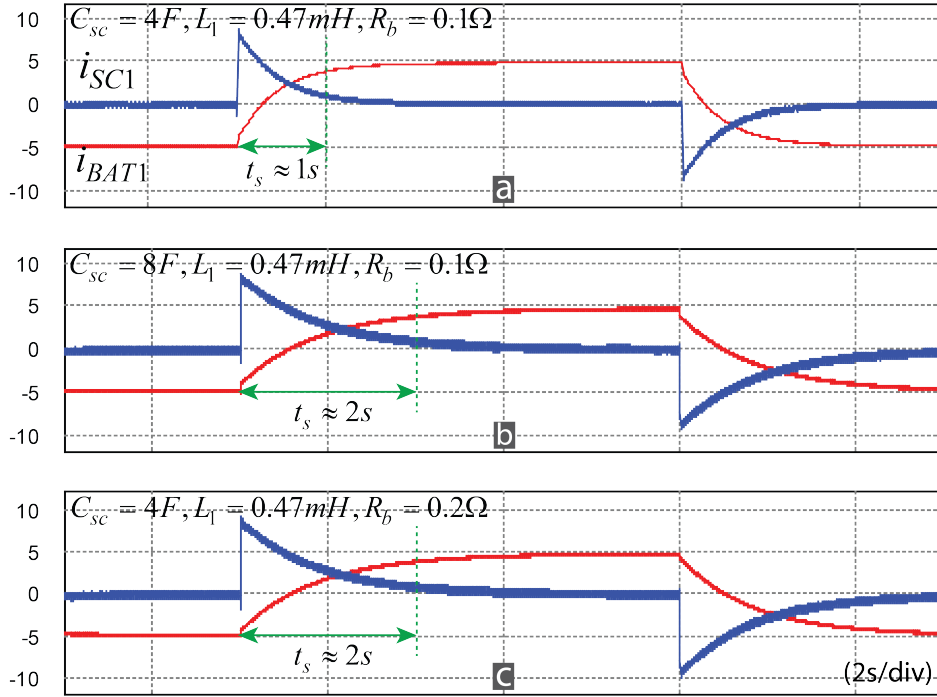 10
C_sc = 4F, L_1 = 0.47mH, R_b = 0.1Ω
5
i_SC1
0
-5
i_BAT1
t_s ≈ 1s
-10
a
10
C_sc = 8F, L_1 = 0.47mH, R_b = 0.1Ω
5
0
-5
t_s ≈ 2s
-10
b
10
C_sc = 4F, L_1 = 0.47mH, R_b = 0.2Ω
5
0
-5
t_s ≈ 2s
-10
c
(2s/div)